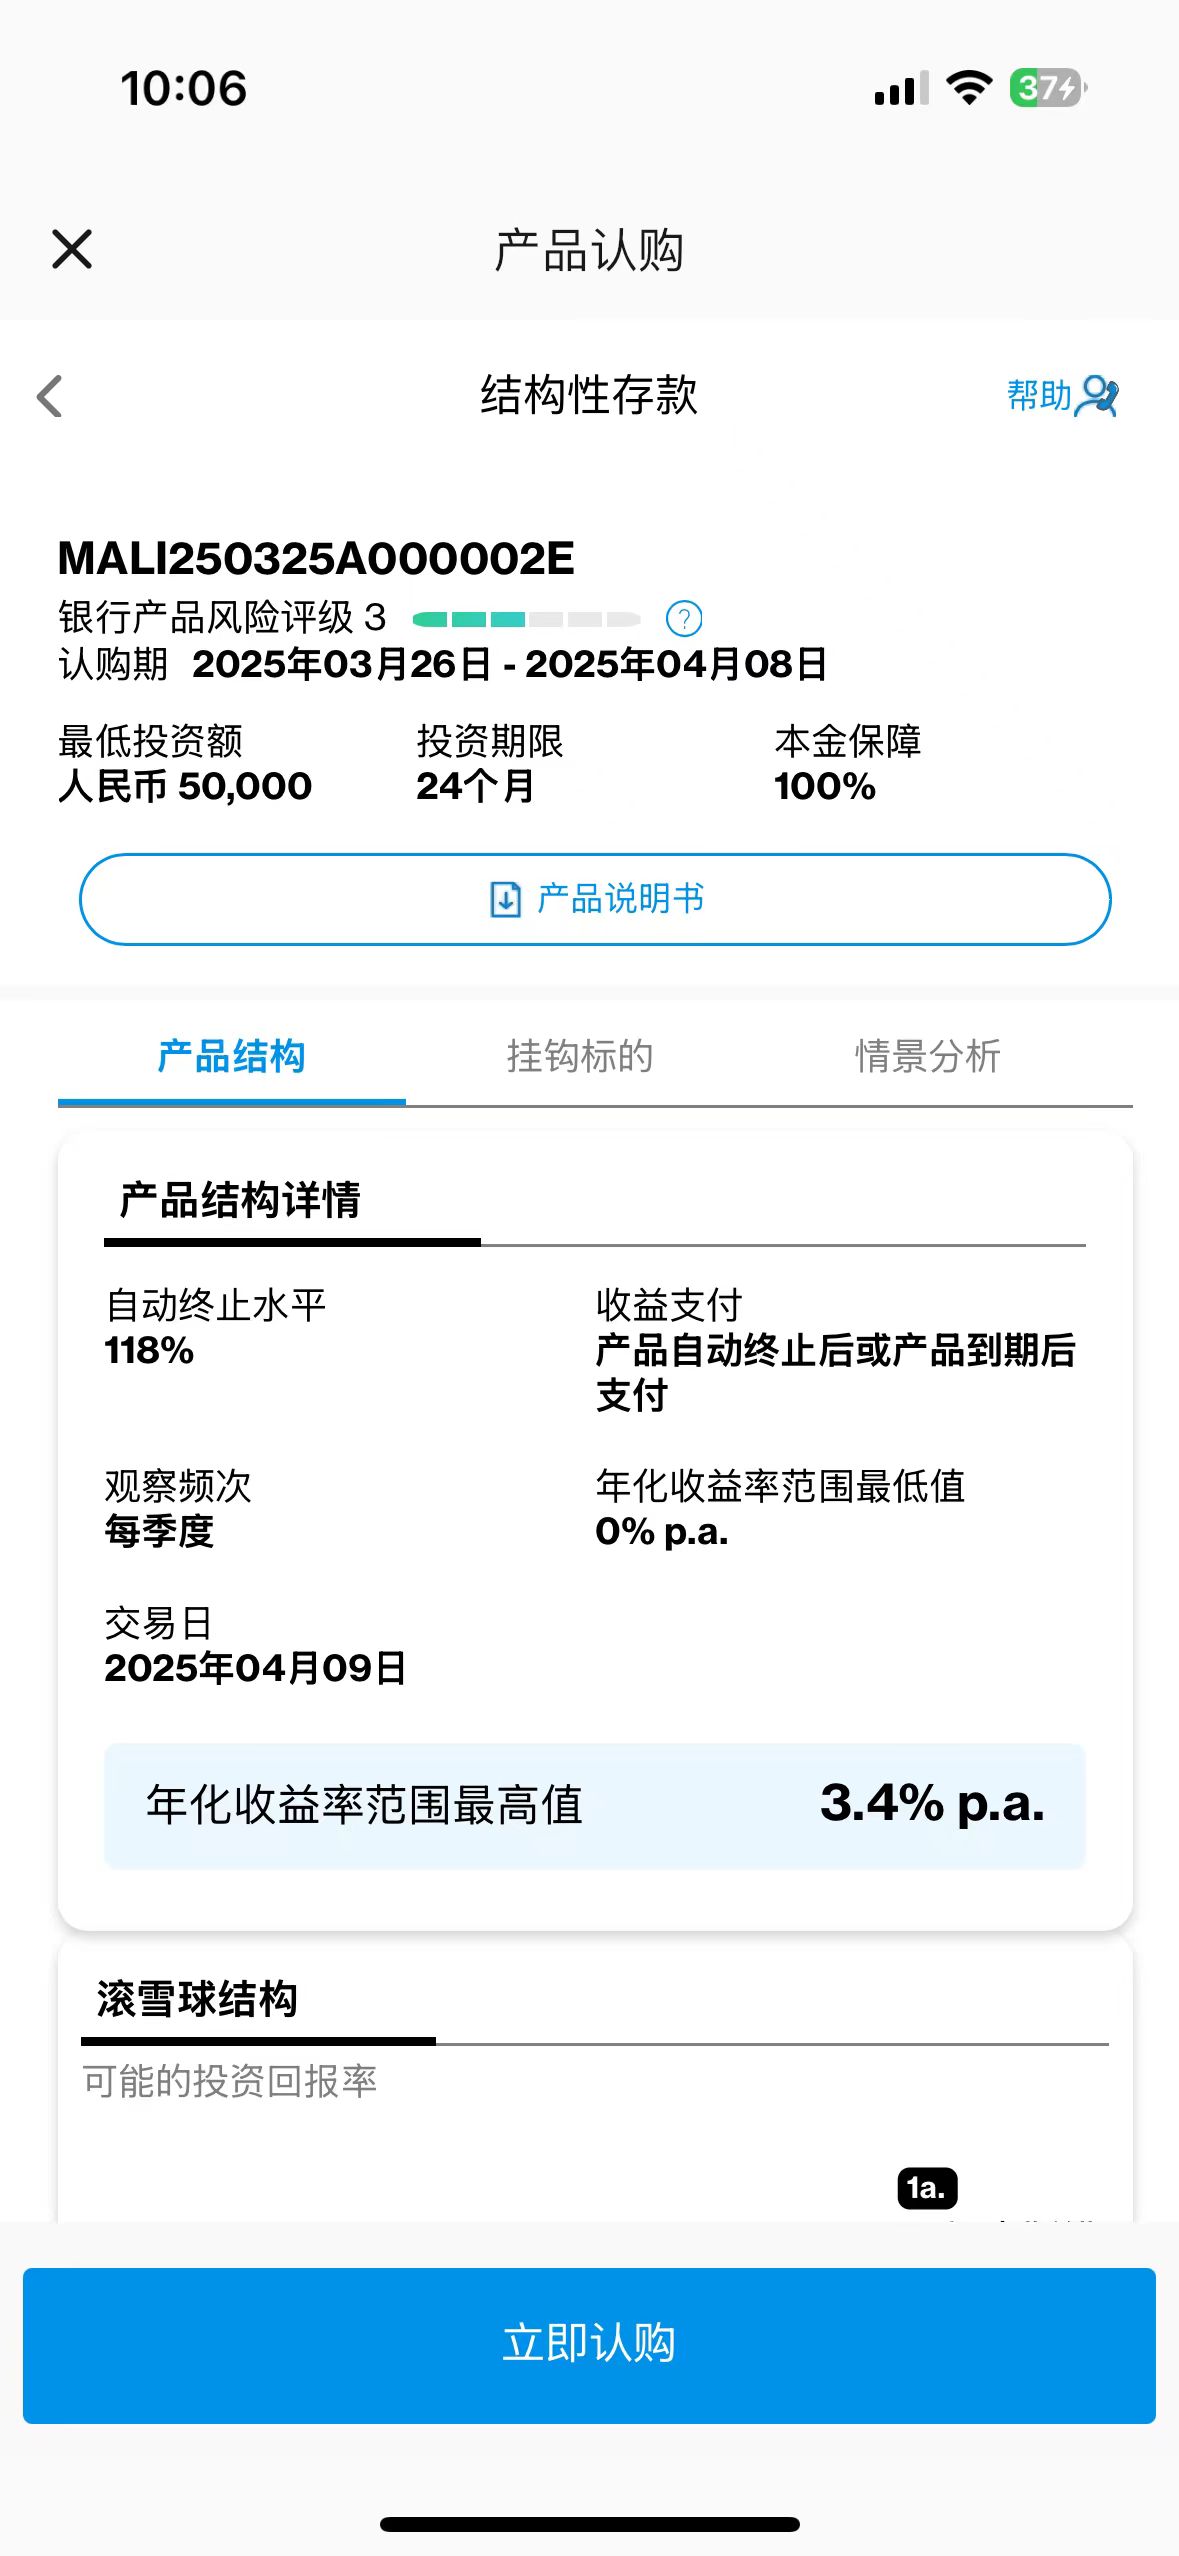 10:06
37
产品认购
结构性存款
帮助
MALI250325A000002E
银行产品风险评级 3
?
认购期 2025年03月26日 - 2025年04月08日
最低投资额 投资期限 本金保障
人民币 50,000 24个月 100%
产品说明书
产品结构 挂钩标的 情景分析
产品结构详情
自动终止水平 收益支付
118% 产品自动终止后或产品到期后
支付
观察频次 年化收益率范围最低值
每季度 0% p.a.
交易日
2025年04月09日
年化收益率范围最高值 3.4% p.a.
滚雪球结构
可能的投资回报率
1a.
立即认购